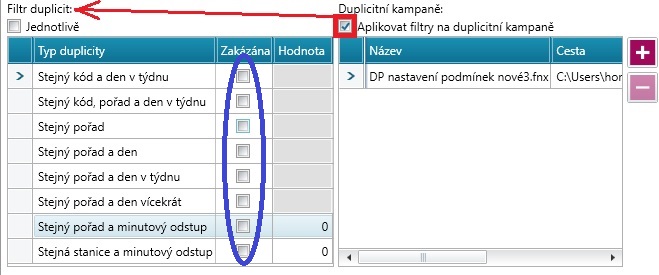 Filtr duplicit:
Jednotlivě
Typ duplicity Zakázána Hodnota
Stejný kód a den v týdnu
Stejný kód, pořad a den v týdnu
Stejný pořad
Stejný pořad a den
Stejný pořad a den v týdnu
Stejný pořad a den vícekrát
Stejný pořad a minutový odstup 0
Stejná stanice a minutový odstup 0
Duplicitní kampaně:
Aplikovat filtry na duplicitní kampaně
Název Cesta
DP nastavení podmínek nové3.fnx C:\Users\hor